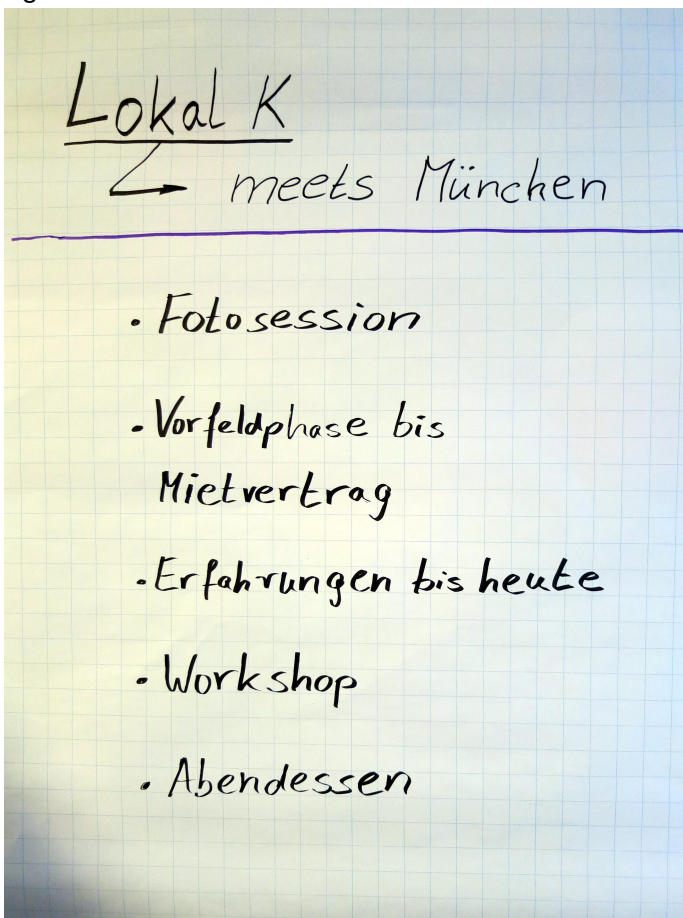 Lokal K
meets München
· Fotosession
· Vorfeldphase bis
Mietvertrag
· Erfahrungen bis heute
· Workshop
· Abendessen